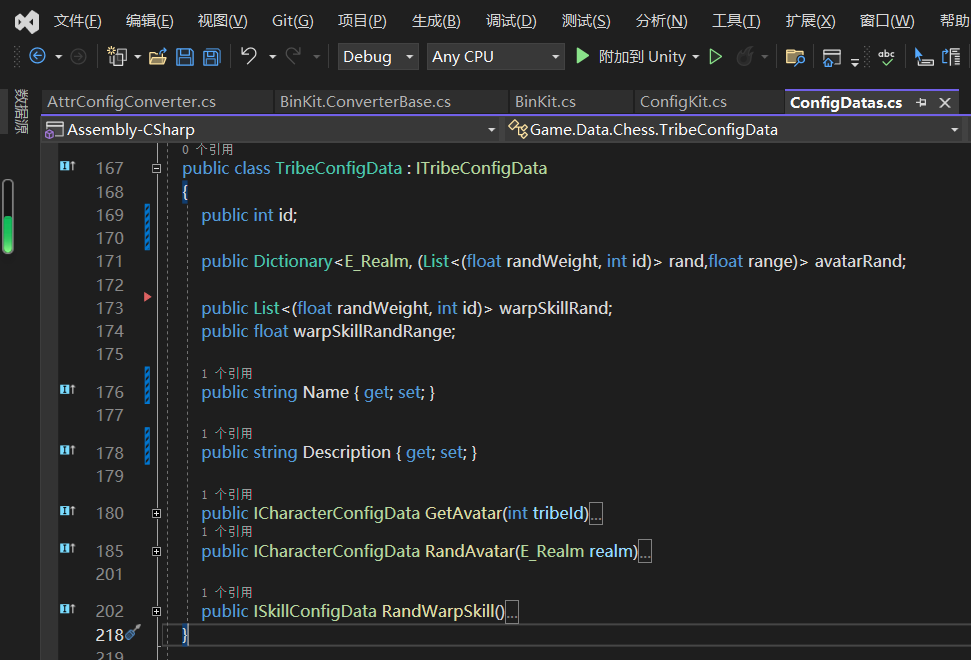 文件(F) 编辑(E) 视图(V) Git(G) 项目(P) 生成(B) 调试(D) 测试(S) 分析(N) 工具(T) 扩展(X) 窗口(W) 帮助
Debug Any CPU 附加到 Unity
数据源
AttrConfigConverter.cs BinKit.ConverterBase.cs BinKit.cs ConfigKit.cs ConfigDatas.cs
Assembly-CSharp Game.Data.Chess.TribeConfigData
0 个引用
167 public class TribeConfigData : ITribeConfigData
168 {
169 public int id;
170
171 public Dictionary<E_Realm, (List<(float randWeight, int id)> rand,float range)> avatarRand;
172
173 public List<(float randWeight, int id)> warpSkillRand;
174 public float warpSkillRandRange;
175
1 个引用
176 public string Name { get; set; }
177
1 个引用
178 public string Description { get; set; }
179
1 个引用
180 public ICharacterConfigData GetAvatar(int tribeId)...
1 个引用
185 public ICharacterConfigData RandAvatar(E_Realm realm)...
201
1 个引用
202 public ISkillConfigData RandWarpSkill()...
218 }
219